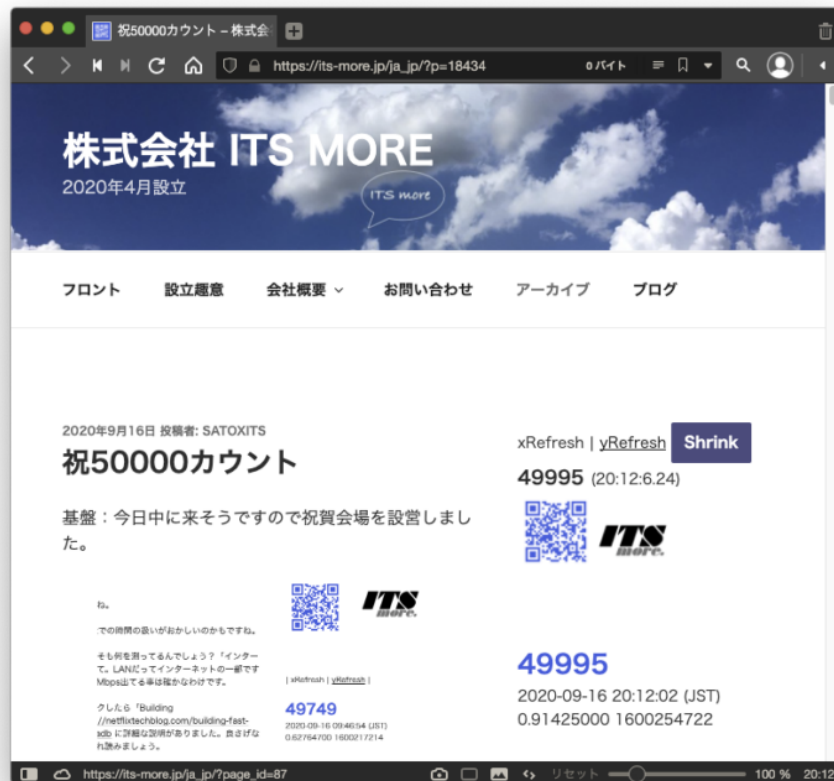 祝50000カウント – 株式会
https://its-more.jp/ja_jp/?p=18434
0バイト
株式会社 ITS MORE
2020年4月設立
ITS more
フロント 設立趣意 会社概要 お問い合わせ アーカイブ ブログ
2020年9月16日 投稿者: SATOXITS
祝50000カウント
基盤：今日中に来そうですので祝賀会場を設営しまし
た。
ね。
:での時間の扱いがおかしいのかもですね。
そも何を測ってるんでしょう？「インター
て。LANだってインターネットの一部です
Mbps出てる事は確かなわけです。
クしたら「Building
//netflixtechblog.com/building-fast-
sdb に詳細な説明がありました。良さげな
れ読みましょう。
ITS
more.
| xRefresh | yRefresh |
49749
2020-09-16 09:46:54 (JST)
0.62764700 1600217214
xRefresh | yRefresh Shrink
49995 (20:12:6.24)
ITS
more.
49995
2020-09-16 20:12:02 (JST)
0.91425000 1600254722
https://its-more.jp/ja_jp/?page_id=87
リセット
100 %
20:12